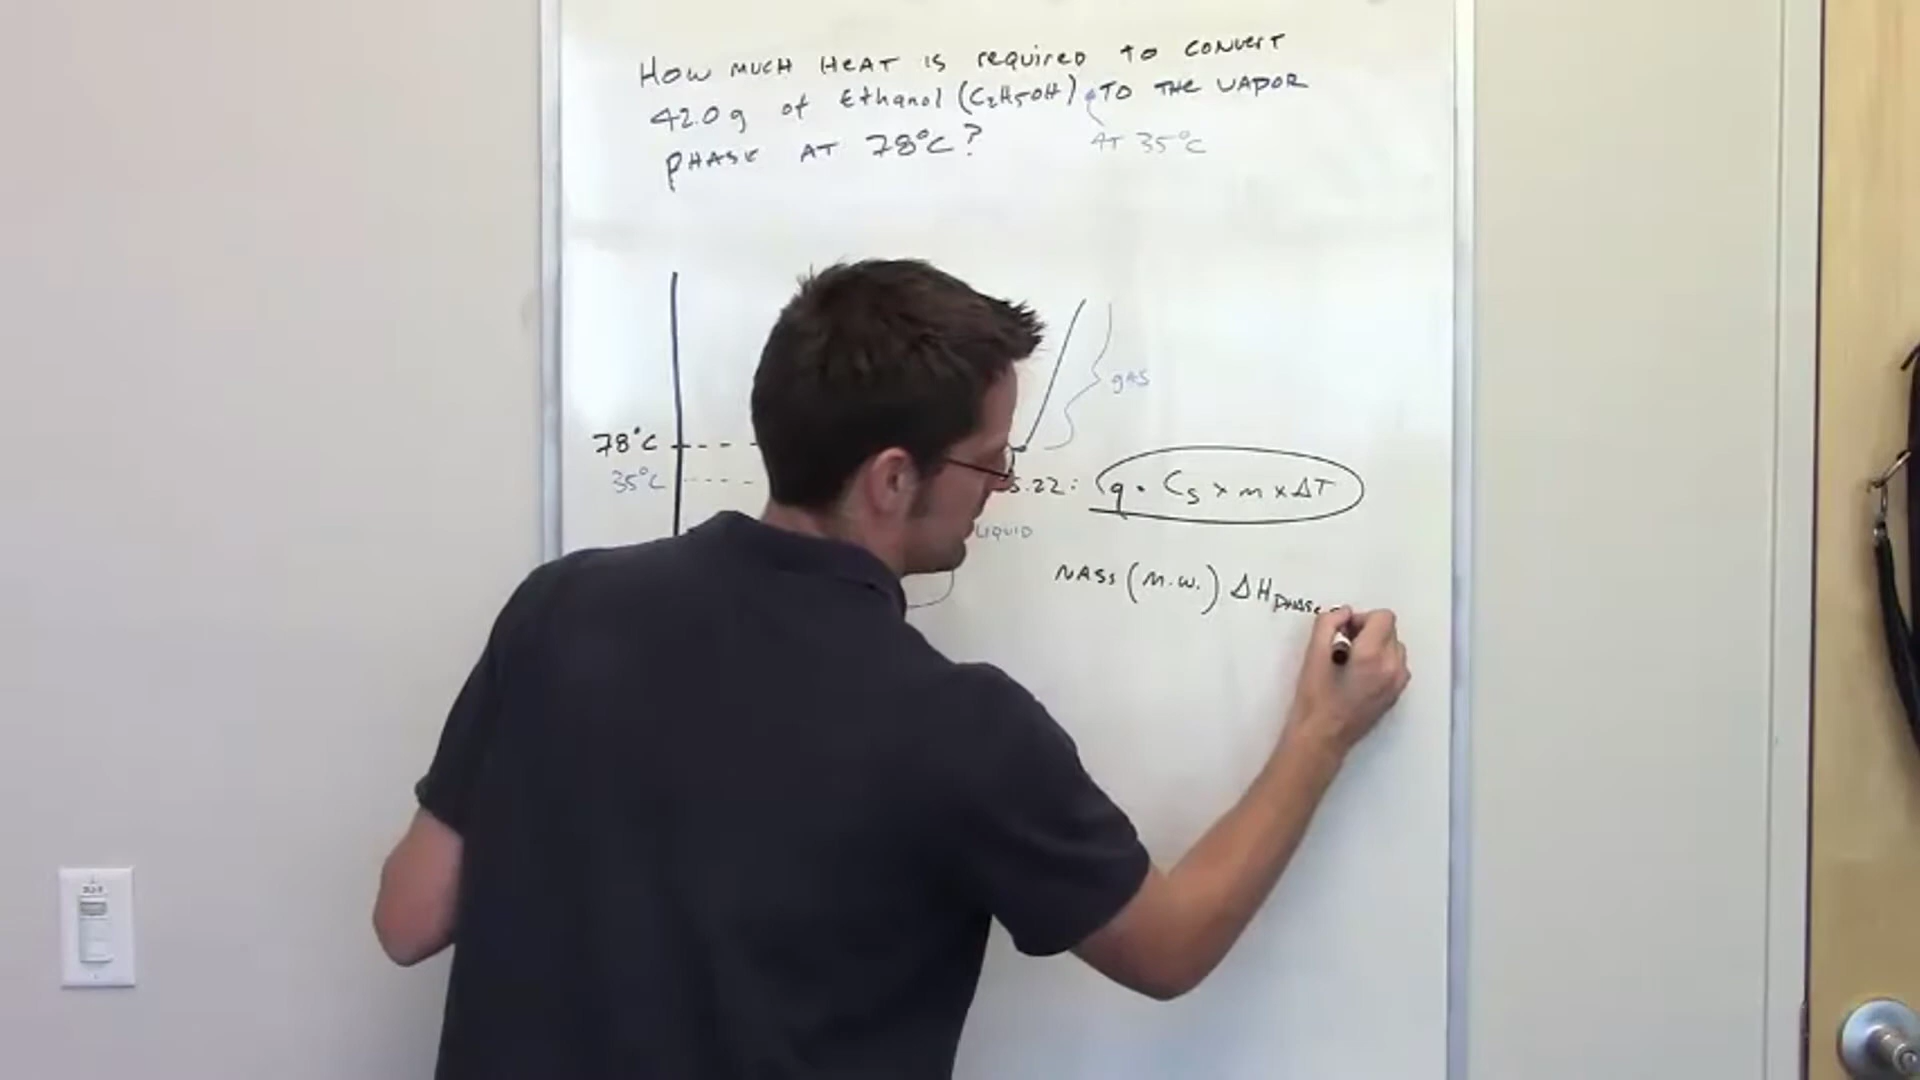 HOW MUCH HEAT IS required TO CONVERT
42.0 g of Ethanol (C2H5OH) TO THE VAPOR
AT 35°C
PHASE AT 78°C?
gAS
78°C
35°C
5.22: q = Cs x m x ΔT
LIQUID
MASS (M.W.) ΔH PHASE